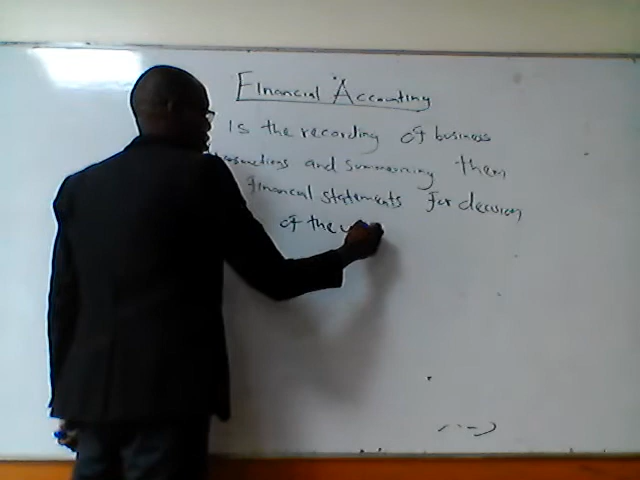 Financial Accounting
Is the recording of business
transactions and summarising them
financial statements for decision
of the